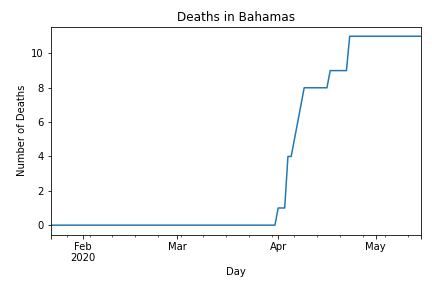 Deaths in Bahamas
Number of Deaths
10
8
6
4
2
0
Feb
2020
Mar
Apr
May
Day